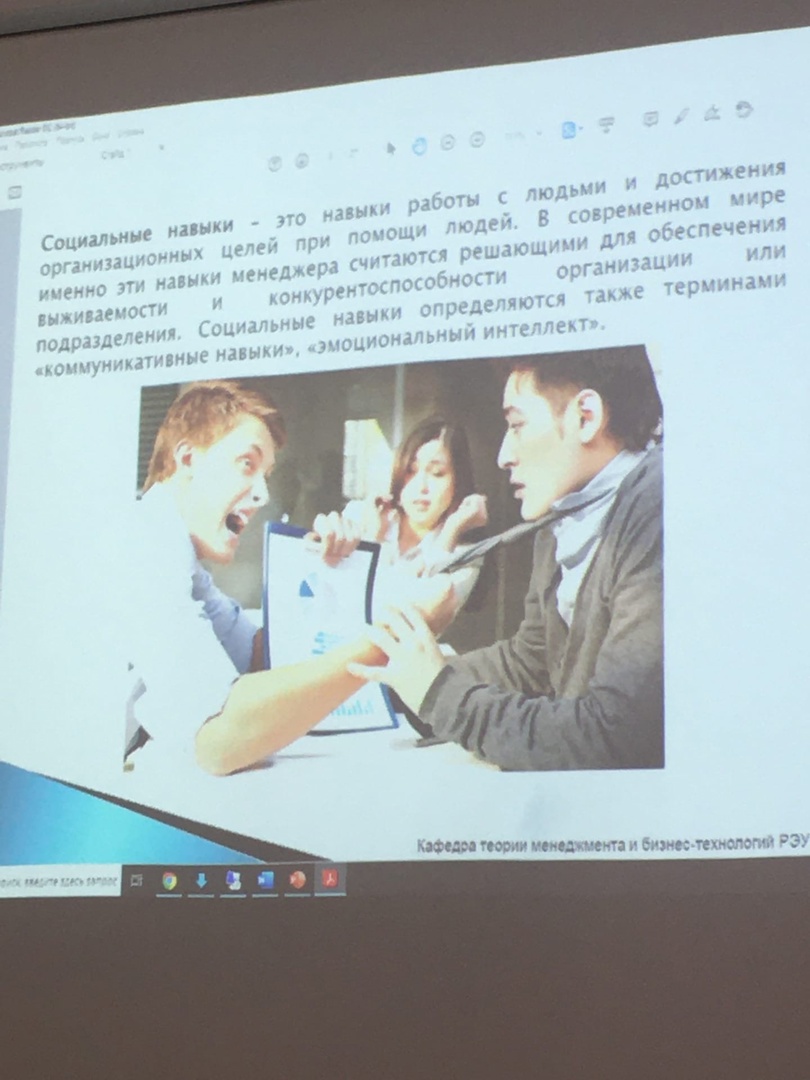 Социальные навыки – это навыки работы с людьми и достижения
организационных целей при помощи людей. В современном мире
именно эти навыки менеджера считаются решающими для обеспечения
выживаемости и конкурентоспособности организации или
подразделения. Социальные навыки определяются также терминами
«коммуникативные навыки», «эмоциональный интеллект».
Кафедра теории менеджмента и бизнес-технологий РЭУ
введите здесь запрос